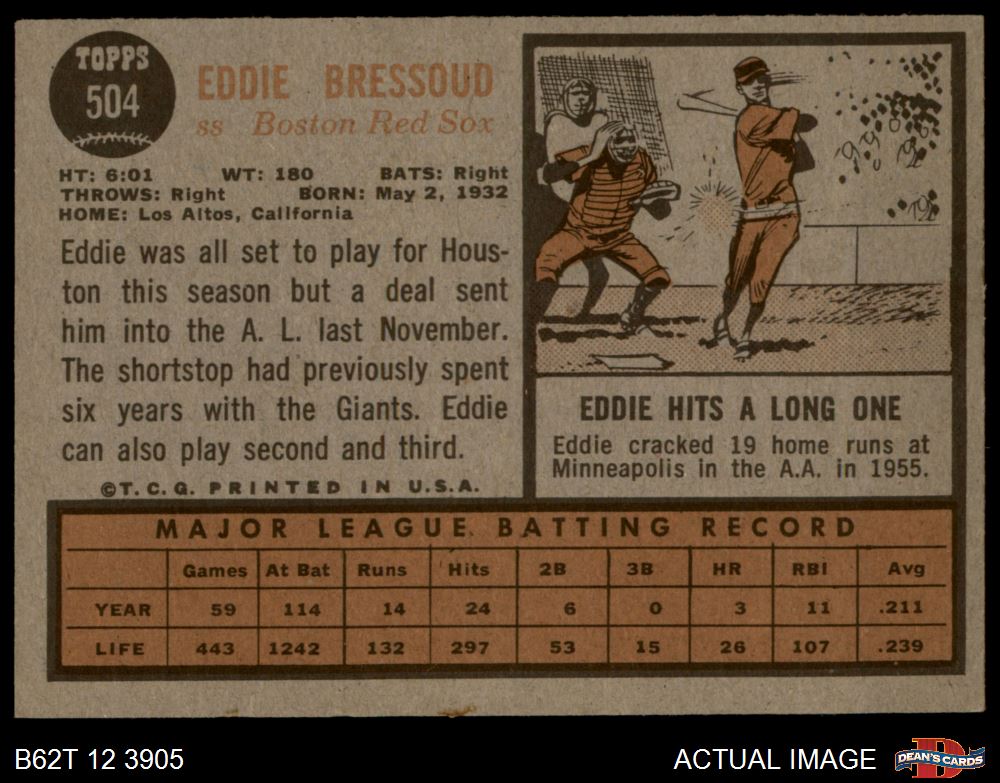 TOPPS
504
EDDIE BRESSOUD
ss Boston Red Sox
HT: 6:01 WT: 180 BATS: Right
THROWS: Right BORN: May 2, 1932
HOME: Los Altos, California
Eddie was all set to play for Hous-
ton this season but a deal sent
him into the A. L. last November.
The shortstop had previously spent
six years with the Giants. Eddie
can also play second and third.
©T. C. G. PRINTED IN U.S.A.
EDDIE HITS A LONG ONE
Eddie cracked 19 home runs at
Minneapolis in the A.A. in 1955.
MAJOR LEAGUE BATTING RECORD
Games At Bat Runs Hits 2B 3B HR RBI Avg
YEAR 59 114 14 24 6 0 3 11 .211
LIFE 443 1242 132 297 53 15 26 107 .239
B62T 12 3905
ACTUAL IMAGE
D
DEAN'S CARDS